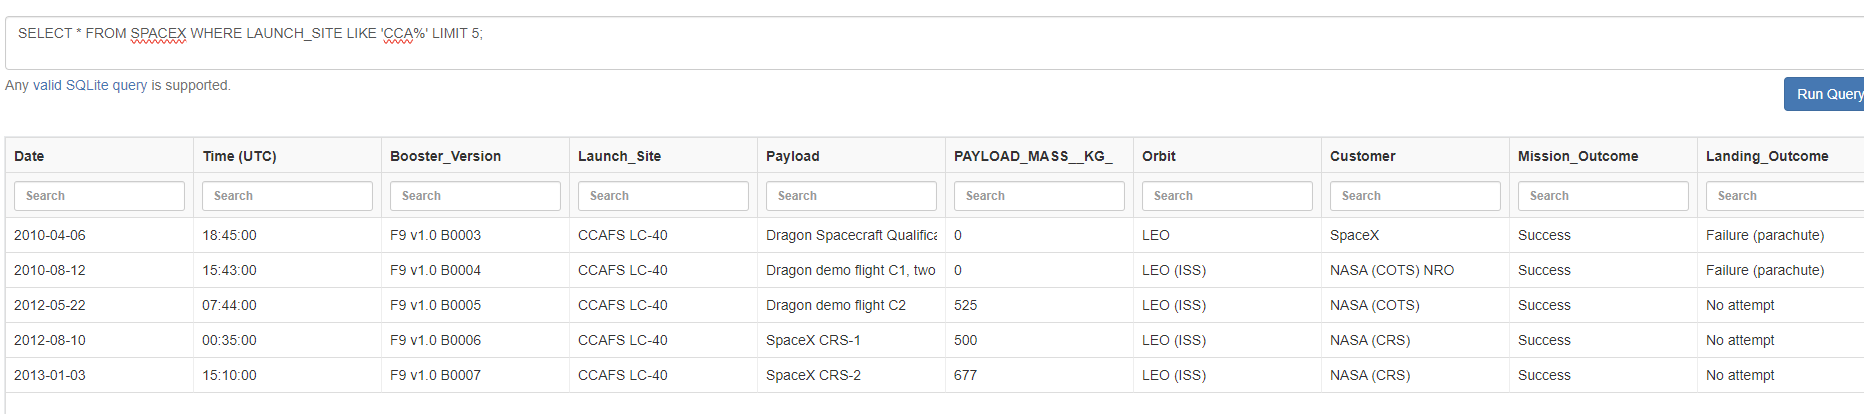 SELECT * FROM SPACEX WHERE LAUNCH_SITE LIKE 'CCA%' LIMIT 5;
Any valid SQLite query is supported.
Run Query
Date Time (UTC) Booster_Version Launch_Site Payload PAYLOAD_MASS__KG_ Orbit Customer Mission_Outcome Landing_Outcome
Search Search Search Search Search Search Search Search Search Search
2010-04-06 18:45:00 F9 v1.0 B0003 CCAFS LC-40 Dragon Spacecraft Qualifica 0 LEO SpaceX Success Failure (parachute)
2010-08-12 15:43:00 F9 v1.0 B0004 CCAFS LC-40 Dragon demo flight C1, two 0 LEO (ISS) NASA (COTS) NRO Success Failure (parachute)
2012-05-22 07:44:00 F9 v1.0 B0005 CCAFS LC-40 Dragon demo flight C2 525 LEO (ISS) NASA (COTS) Success No attempt
2012-08-10 00:35:00 F9 v1.0 B0006 CCAFS LC-40 SpaceX CRS-1 500 LEO (ISS) NASA (CRS) Success No attempt
2013-01-03 15:10:00 F9 v1.0 B0007 CCAFS LC-40 SpaceX CRS-2 677 LEO (ISS) NASA (CRS) Success No attempt